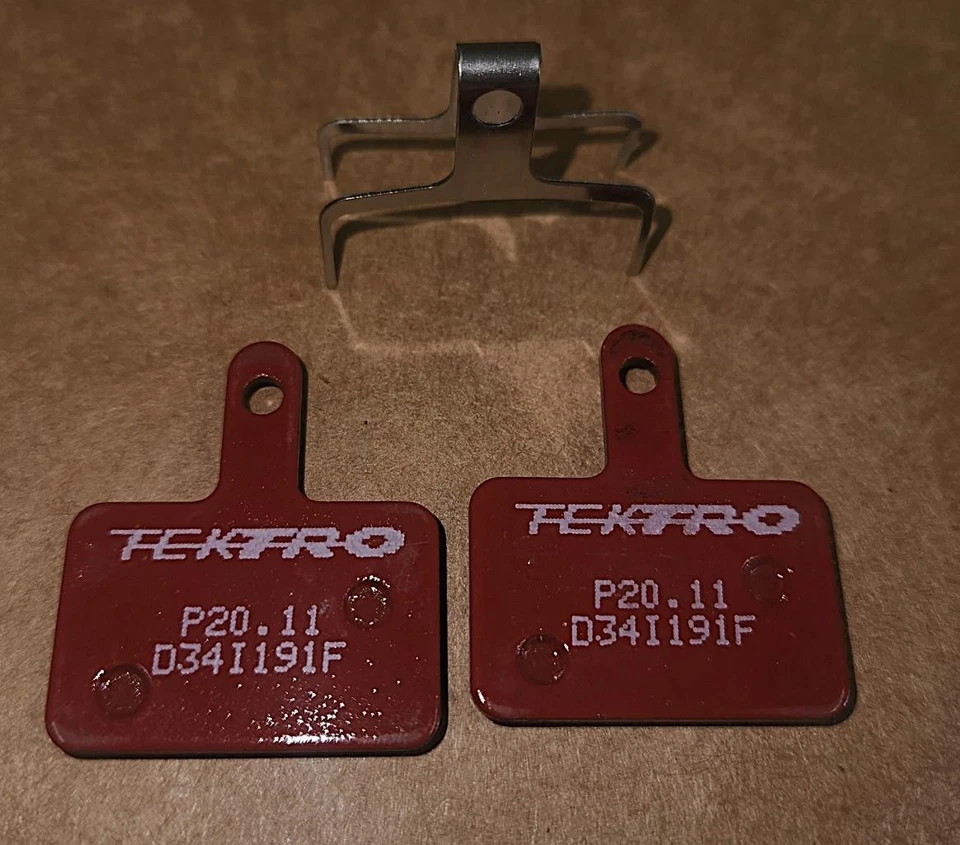 TEKTRO
P20.11
D34I191F
TEKTRO
P20.11
D34I191F